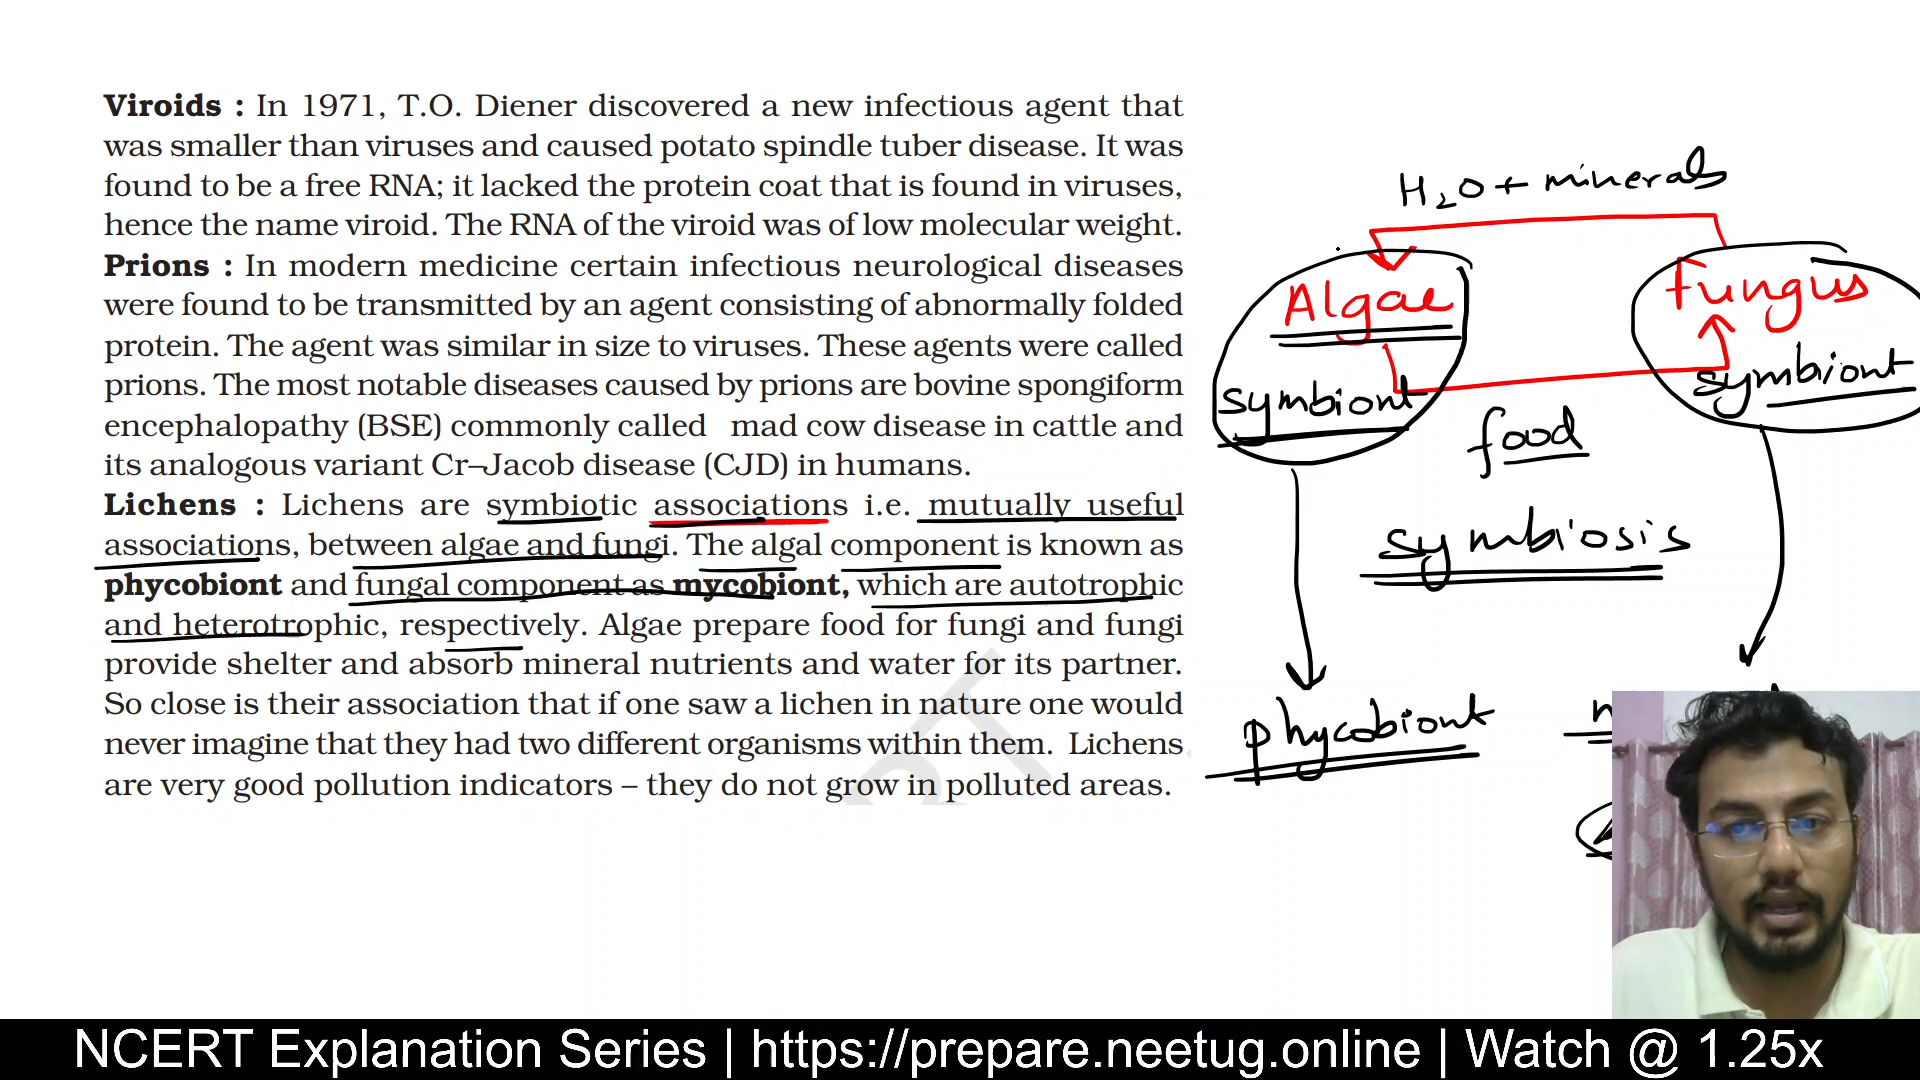 Viroids : In 1971, T.O. Diener discovered a new infectious agent that
was smaller than viruses and caused potato spindle tuber disease. It was
found to be a free RNA; it lacked the protein coat that is found in viruses,
hence the name viroid. The RNA of the viroid was of low molecular weight.
Prions : In modern medicine certain infectious neurological diseases
were found to be transmitted by an agent consisting of abnormally folded
protein. The agent was similar in size to viruses. These agents were called
prions. The most notable diseases caused by prions are bovine spongiform
encephalopathy (BSE) commonly called mad cow disease in cattle and
its analogous variant Cr–Jacob disease (CJD) in humans.
Lichens : Lichens are symbiotic associations i.e. mutually useful
associations, between algae and fungi. The algal component is known as
phycobiont and fungal component as mycobiont, which are autotrophic
and heterotrophic, respectively. Algae prepare food for fungi and fungi
provide shelter and absorb mineral nutrients and water for its partner.
So close is their association that if one saw a lichen in nature one would
never imagine that they had two different organisms within them. Lichens
are very good pollution indicators – they do not grow in polluted areas.
H2O + minerals
Algae
Fungus
symbiont
symbiont
food
symbiosis
phycobiont
NCERT Explanation Series | https://prepare.neetug.online | Watch @ 1.25x